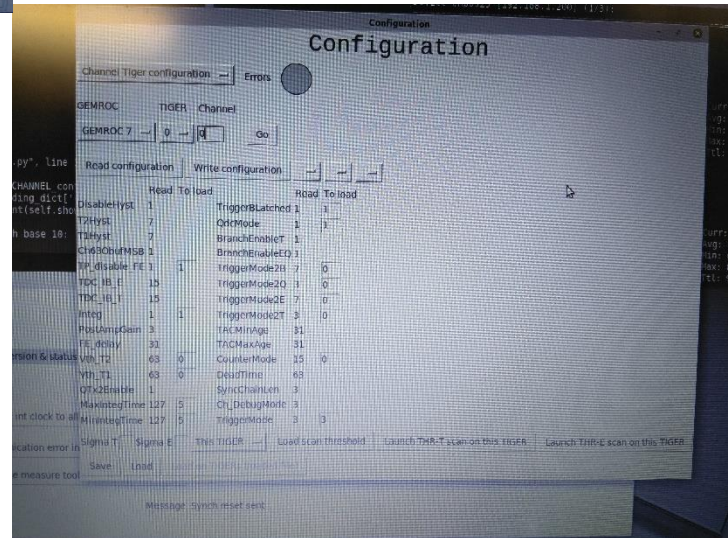 Configuration
Configuration
Channel Tiger configuration Errors
GEMROC TIGER Channel
GEMROC 7 0 0 Go
Read configuration Write configuration
Read To load Read To load
DisableHyst 1 TriggerBLatched 1 1
T2Hyst 7 QdcMode 1 1
T1Hyst 7 BranchEnableT 1
Ch63ObufMSB 1 BranchEnableEQ 1
TP_disable_FE 1 1 TriggerMode2B 7 0
TDC_IB_E 15 TriggerMode2Q 3 0
TDC_IB_T 15 TriggerMode2E 7 0
Integ 1 1 TriggerMode2T 3 0
PostAmpGain 3 TACMinAge 31
FE_delay 31 TACMaxAge 31
Vth_T2 63 0 CounterMode 15 0
Vth_T1 63 0 DeadTime 63
QTx2Enable 1 SyncChainLen 3
MaxIntegTime 127 5 Ch_DebugMode 3
MinIntegTime 127 5 TriggerMode 3 3
Sigma T Sigma E This TIGER Load scan threshold Launch THR-T scan on this TIGER Launch THR-E scan on this TIGER
Save Load
Message Synch reset sent
.py", line
CHANNEL con
ding_dict['
nt(self.sho
h base 10:
rsion & status
int clock to all
ication error in
e measure tool